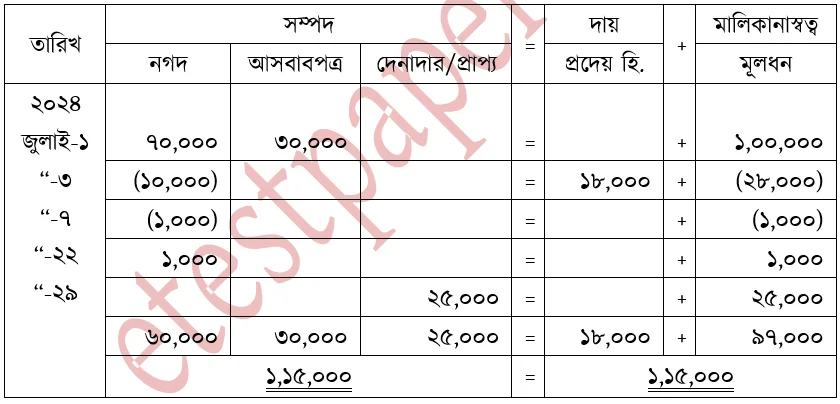 তারিখ সম্পদ = দায় + মালিকানাস্বত্ব
নগদ আসবাবপত্র দেনাদার/প্রাপ্য প্রদেয় হি. মূলধন
২০২৪
জুলাই-১ ৭০,০০০ ৩০,০০০ = + ১,০০,০০০
“-৩ (১০,০০০) = ১৮,০০০ + (২৮,০০০)
“-৭ (১,০০০) = + (১,০০০)
“-২২ ১,০০০ = + ১,০০০
“-২৯ ২৫,০০০ = + ২৫,০০০
৬০,০০০ ৩০,০০০ ২৫,০০০ = ১৮,০০০ + ৯৭,০০০
১,১৫,০০০ = ১,১৫,০০০
etestpaper